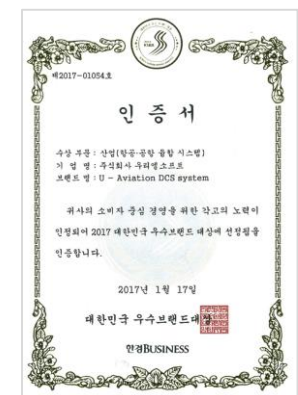 제2017-01054호
인 증 서
수상 부문 : 산업(항공·공항 융합 시스템)
기 업 명 : 주식회사 우리엘소프트
브랜드 명 : U - Aviation DCS system
귀사의 소비자 중심 경영을 위한 각고의 노력이
인정되어 2017 대한민국 우수브랜드 대상에 선정됨을
인증합니다.
2017년 1월 17일
대한민국 우수브랜드대상
한경BUSINESS